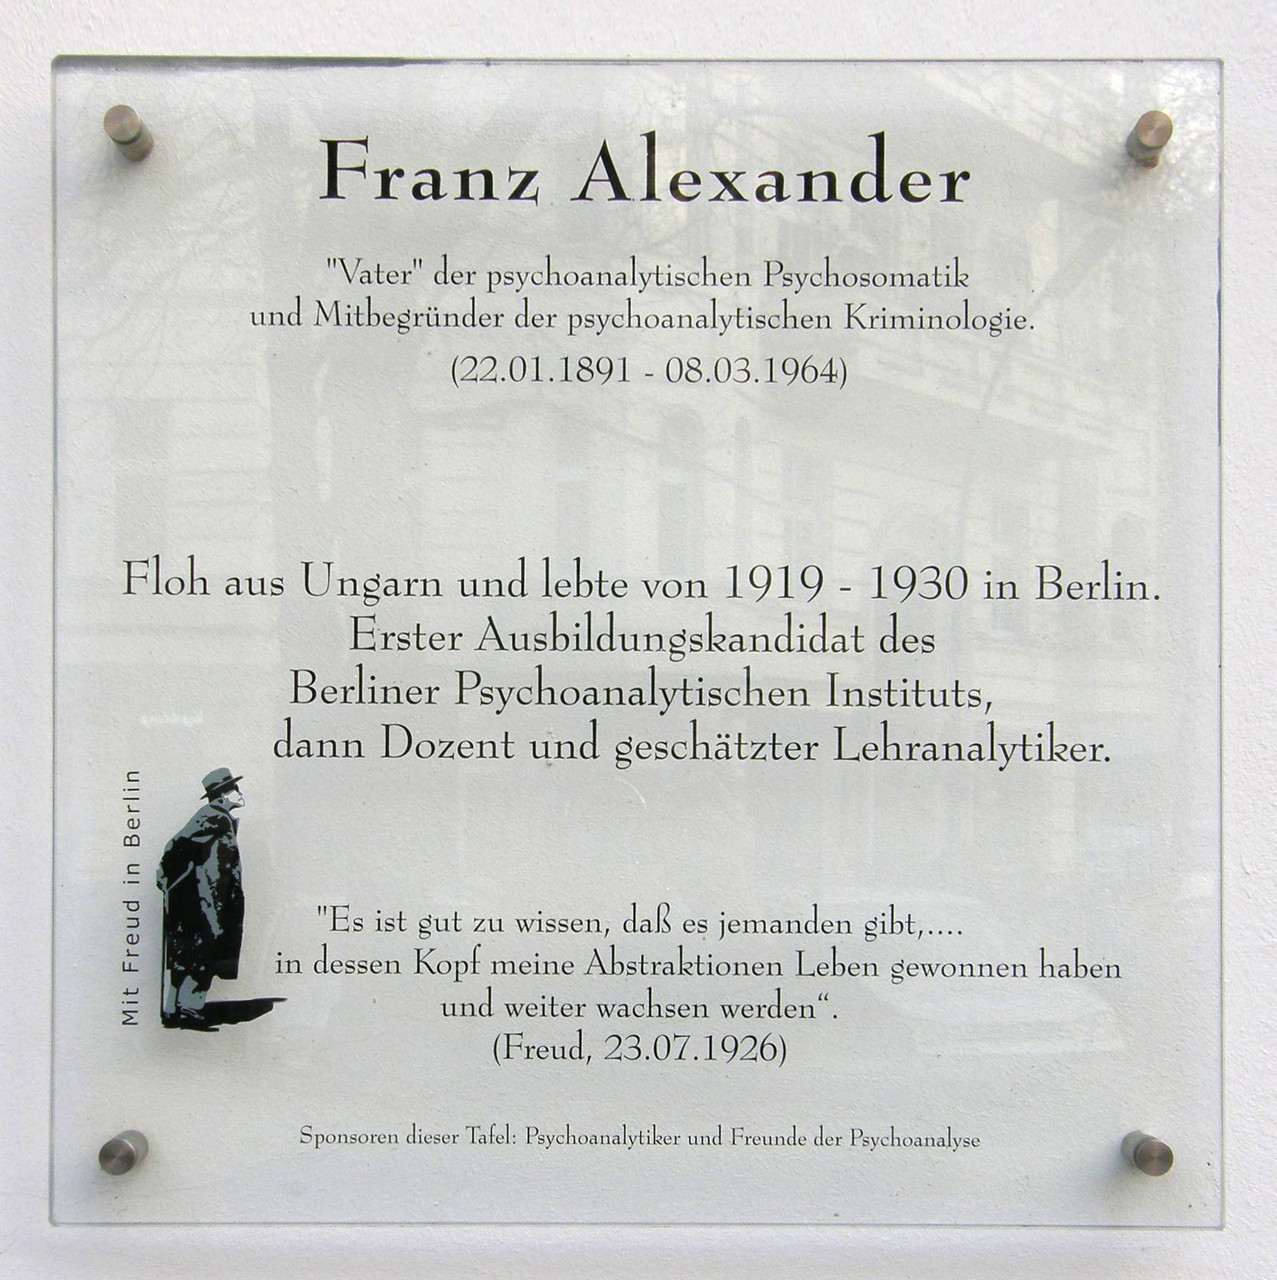 Franz Alexander
"Vater" der psychoanalytischen Psychosomatik
und Mitbegründer der psychoanalytischen Kriminologie.
(22.01.1891 - 08.03.1964)
Floh aus Ungarn und lebte von 1919 - 1930 in Berlin.
Erster Ausbildungskandidat des
Berliner Psychoanalytischen Instituts,
dann Dozent und geschätzter Lehranalytiker.
Mit Freud in Berlin
"Es ist gut zu wissen, daß es jemanden gibt,....
in dessen Kopf meine Abstraktionen Leben gewonnen haben
und weiter wachsen werden“.
(Freud, 23.07.1926)
Sponsoren dieser Tafel: Psychoanalytiker und Freunde der Psychoanalyse